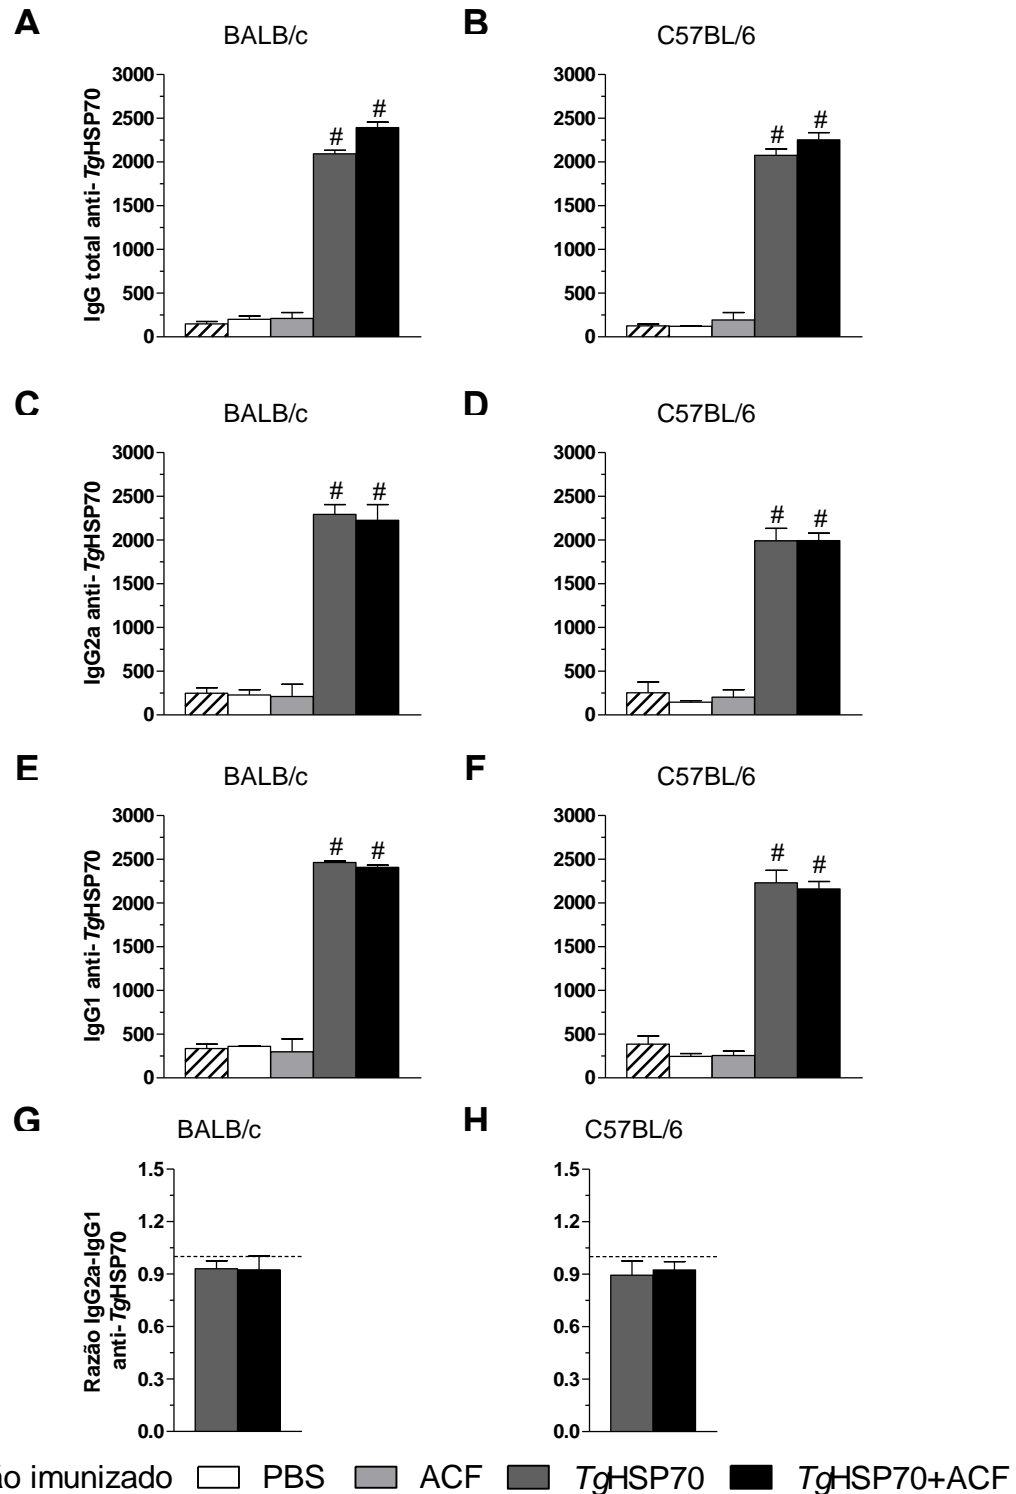 A
B
BALB/c
C57BL/6
IgG total anti-TgHSP70
3000
2500
2000
1500
1000
500
0
# #
3000
2500
2000
1500
1000
500
0
# #
C
D
BALB/c
C57BL/6
IgG2a anti-TgHSP70
3000
2500
2000
1500
1000
500
0
# #
3000
2500
2000
1500
1000
500
0
# #
E
F
BALB/c
C57BL/6
IgG1 anti-TgHSP70
3000
2500
2000
1500
1000
500
0
# #
3000
2500
2000
1500
1000
500
0
# #
G
H
BALB/c
C57BL/6
Razão IgG2a-IgG1
anti-TgHSP70
1.5
1.2
0.9
0.6
0.3
0.0
1.5
1.2
0.9
0.6
0.3
0.0
ão imunizado PBS ACF TgHSP70 TgHSP70+ACF